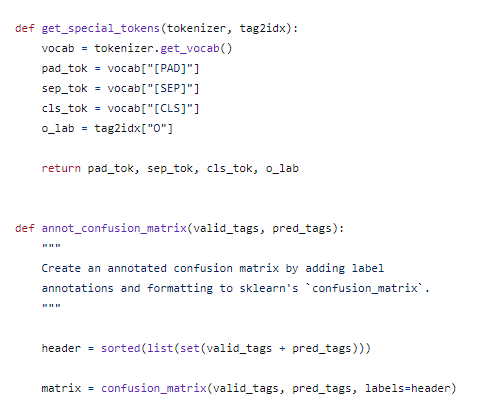 def get_special_tokens(tokenizer, tag2idx):
    vocab = tokenizer.get_vocab()
    pad_tok = vocab["[PAD]"]
    sep_tok = vocab["[SEP]"]
    cls_tok = vocab["[CLS]"]
    o_lab = tag2idx["O"]

    return pad_tok, sep_tok, cls_tok, o_lab


def annot_confusion_matrix(valid_tags, pred_tags):
    """
    Create an annotated confusion matrix by adding label
    annotations and formatting to sklearn's `confusion_matrix`.
    """

    header = sorted(list(set(valid_tags + pred_tags)))

    matrix = confusion_matrix(valid_tags, pred_tags, labels=header)